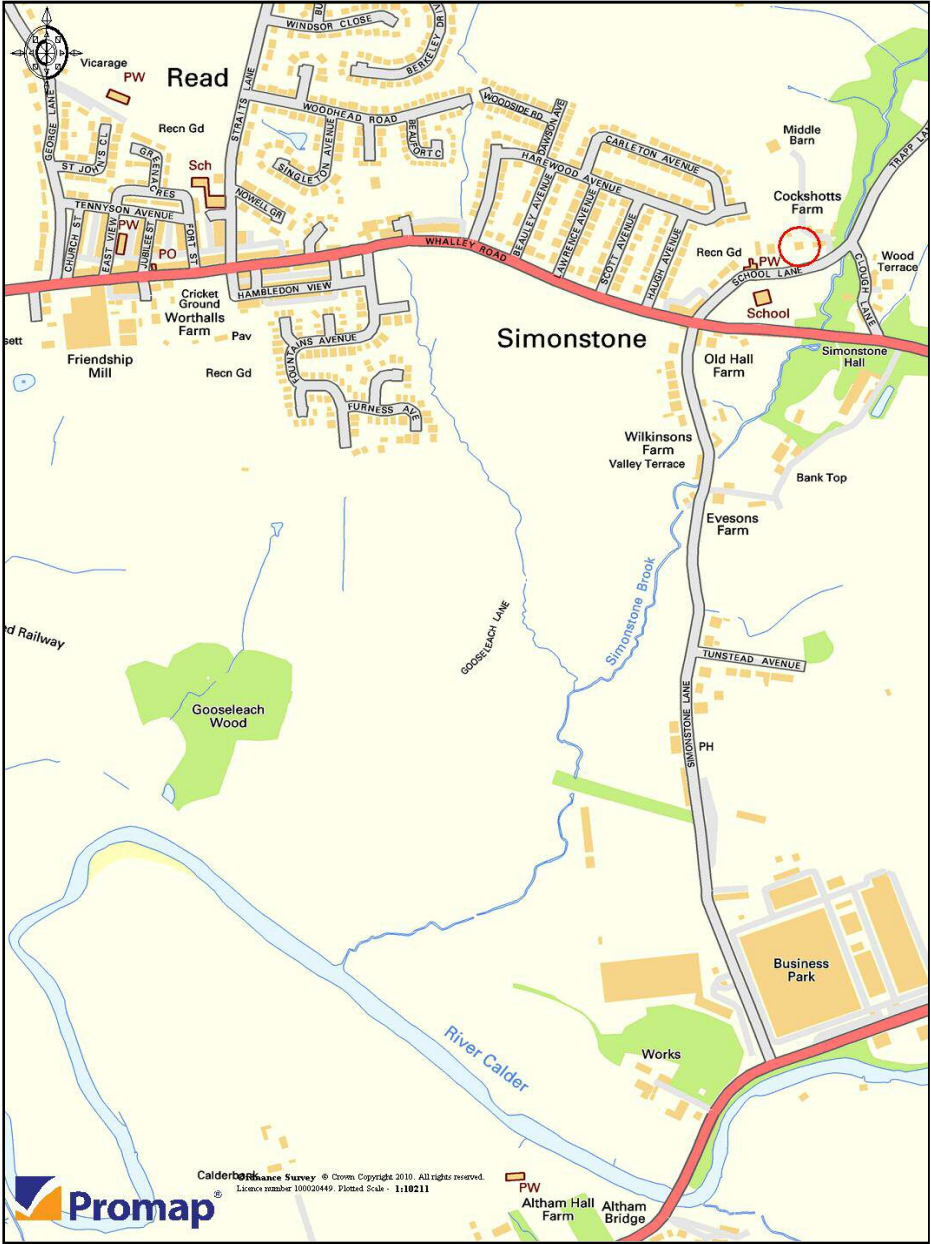 WINDSOR CLOSE
BERKELEY DRI
Vicarage
PW
Read
GEORGE LANE
STRAITS LANE
WOODHEAD ROAD
WOODSIDE RD
DAWSON AVE
BEAUFORT C
Recn Gd
ST JOHN'S CL
GREENACRES
CRES
Sch
SINGLETON AVENUE
NOWELL GR
HAREWOOD AVENUE
CARLETON AVENUE
Middle
Barn
TRAPP LA
Cockshotts
Farm
TENNYSON AVENUE
CHURCH ST
EAST VIEW
PW
JUBILEE ST
PO
FORT ST
WHALLEY ROAD
BEAULEY AVENUE
LAWRENCE AVENUE
SCOTT AVENUE
HAUGH AVENUE
Recn Gd
PW
SCHOOL LANE
CLOUGH LANE
Wood
Terrace
School
HAMBLEDON VIEW
Cricket
Ground
Worthalls
Farm
Pav
Recn Gd
sett
Friendship
Mill
FOUNTAINS AVENUE
FURNESS AVE
Simonstone
Old Hall
Farm
Simonstone
Hall
Wilkinsons
Farm
Valley Terrace
Bank Top
Evesons
Farm
Simonstone Brook
GOOSELEACH LANE
ed Railway
TUNSTEAD AVENUE
Gooseleach
Wood
SIMONSTONE LANE
PH
Business
Park
River Calder
Works
Calderbank
Ordnance Survey © Crown Copyright 2010. All rights reserved.
Licence number 100020449. Plotted Scale - 1:10211
PW
Altham Hall
Farm
Altham
Bridge
Promap®